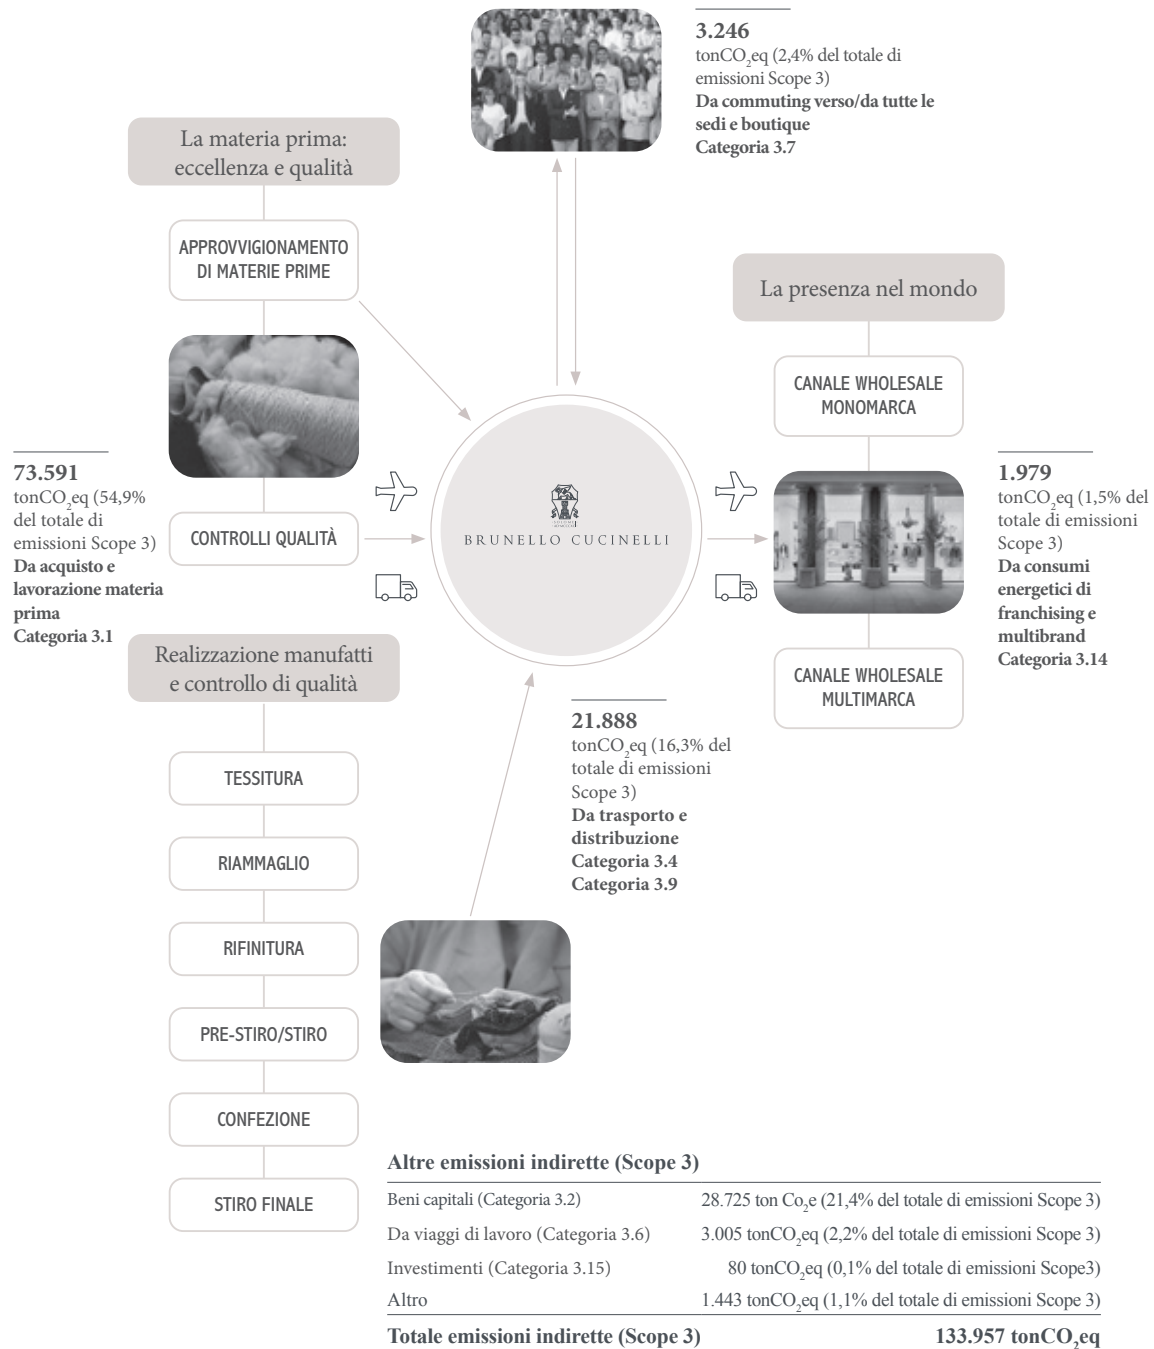 3.246
tonCO₂eq (2,4% del totale di
emissioni Scope 3)
Da commuting verso/da tutte le
sedi e boutique
Categoria 3.7
La materia prima:
eccellenza e qualità
APPROVVIGIONAMENTO
DI MATERIE PRIME
La presenza nel mondo
CANALE WHOLESALE
MONOMARCA
73.591
tonCO₂eq (54,9%
del totale di
emissioni Scope 3)
Da acquisto e
lavorazione materia
prima
Categoria 3.1
CONTROLLI QUALITÀ
BRUNELLO CUCINELLI
1.979
tonCO₂eq (1,5% del
totale di emissioni
Scope 3)
Da consumi
energetici di
franchising e
multibrand
Categoria 3.14
CANALE WHOLESALE
MULTIMARCA
Realizzazione manufatti
e controllo di qualità
21.888
tonCO₂eq (16,3% del
totale di emissioni
Scope 3)
Da trasporto e
distribuzione
Categoria 3.4
Categoria 3.9
TESSITURA
RIAMMAGLIO
RIFINITURA
PRE-STIRO/STIRO
CONFEZIONE
STIRO FINALE
Altre emissioni indirette (Scope 3)
Beni capitali (Categoria 3.2) 28.725 ton Co₂e (21,4% del totale di emissioni Scope 3)
Da viaggi di lavoro (Categoria 3.6) 3.005 tonCO₂eq (2,2% del totale di emissioni Scope 3)
Investimenti (Categoria 3.15) 80 tonCO₂eq (0,1% del totale di emissioni Scope3)
Altro 1.443 tonCO₂eq (1,1% del totale di emissioni Scope 3)
Totale emissioni indirette (Scope 3) 133.957 tonCO₂eq